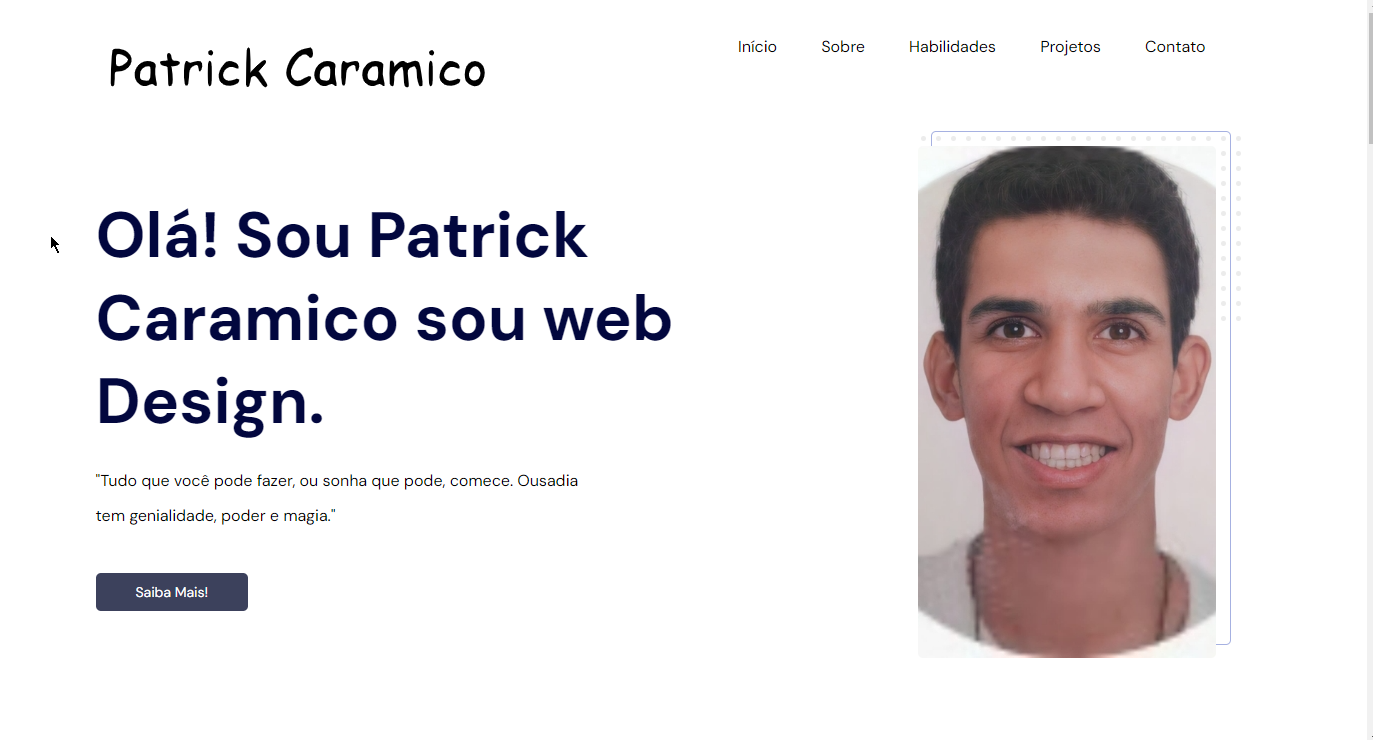 Patrick Caramico
Início Sobre Habilidades Projetos Contato
Olá! Sou Patrick
Caramico sou web
Design.
"Tudo que você pode fazer, ou sonha que pode, comece. Ousadia
tem genialidade, poder e magia."
Saiba Mais!